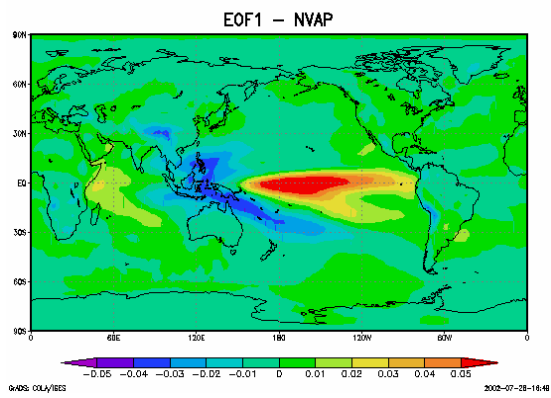 EOF1 – NVAP
90N
60N
30N
EQ
30S
60S
90S
0 60E 120E 180 120W 60W 0
-0.05 -0.04 -0.03 -0.02 -0.01 0 0.01 0.02 0.03 0.04 0.05
GrADS: COLA/IGES 2002-07-28-16:48